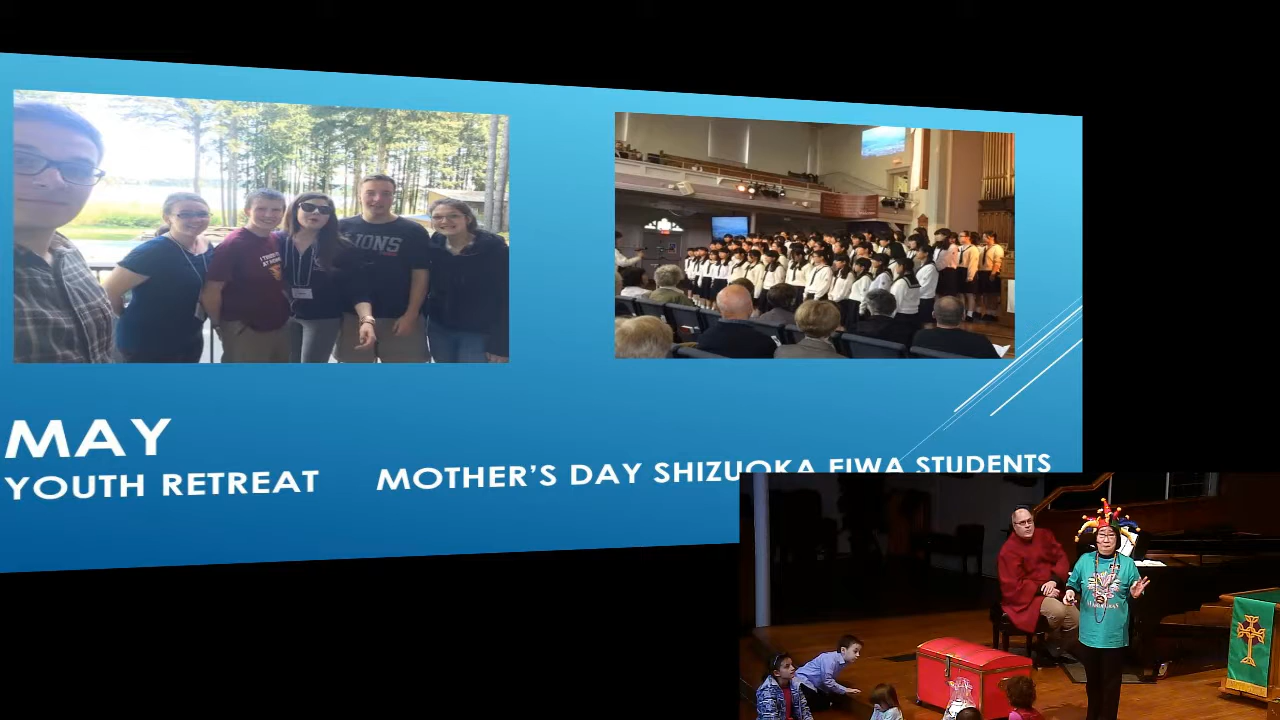 MAY
YOUTH RETREAT
MOTHER'S DAY SHIZUOKA EIWA STUDENTS
LIONS